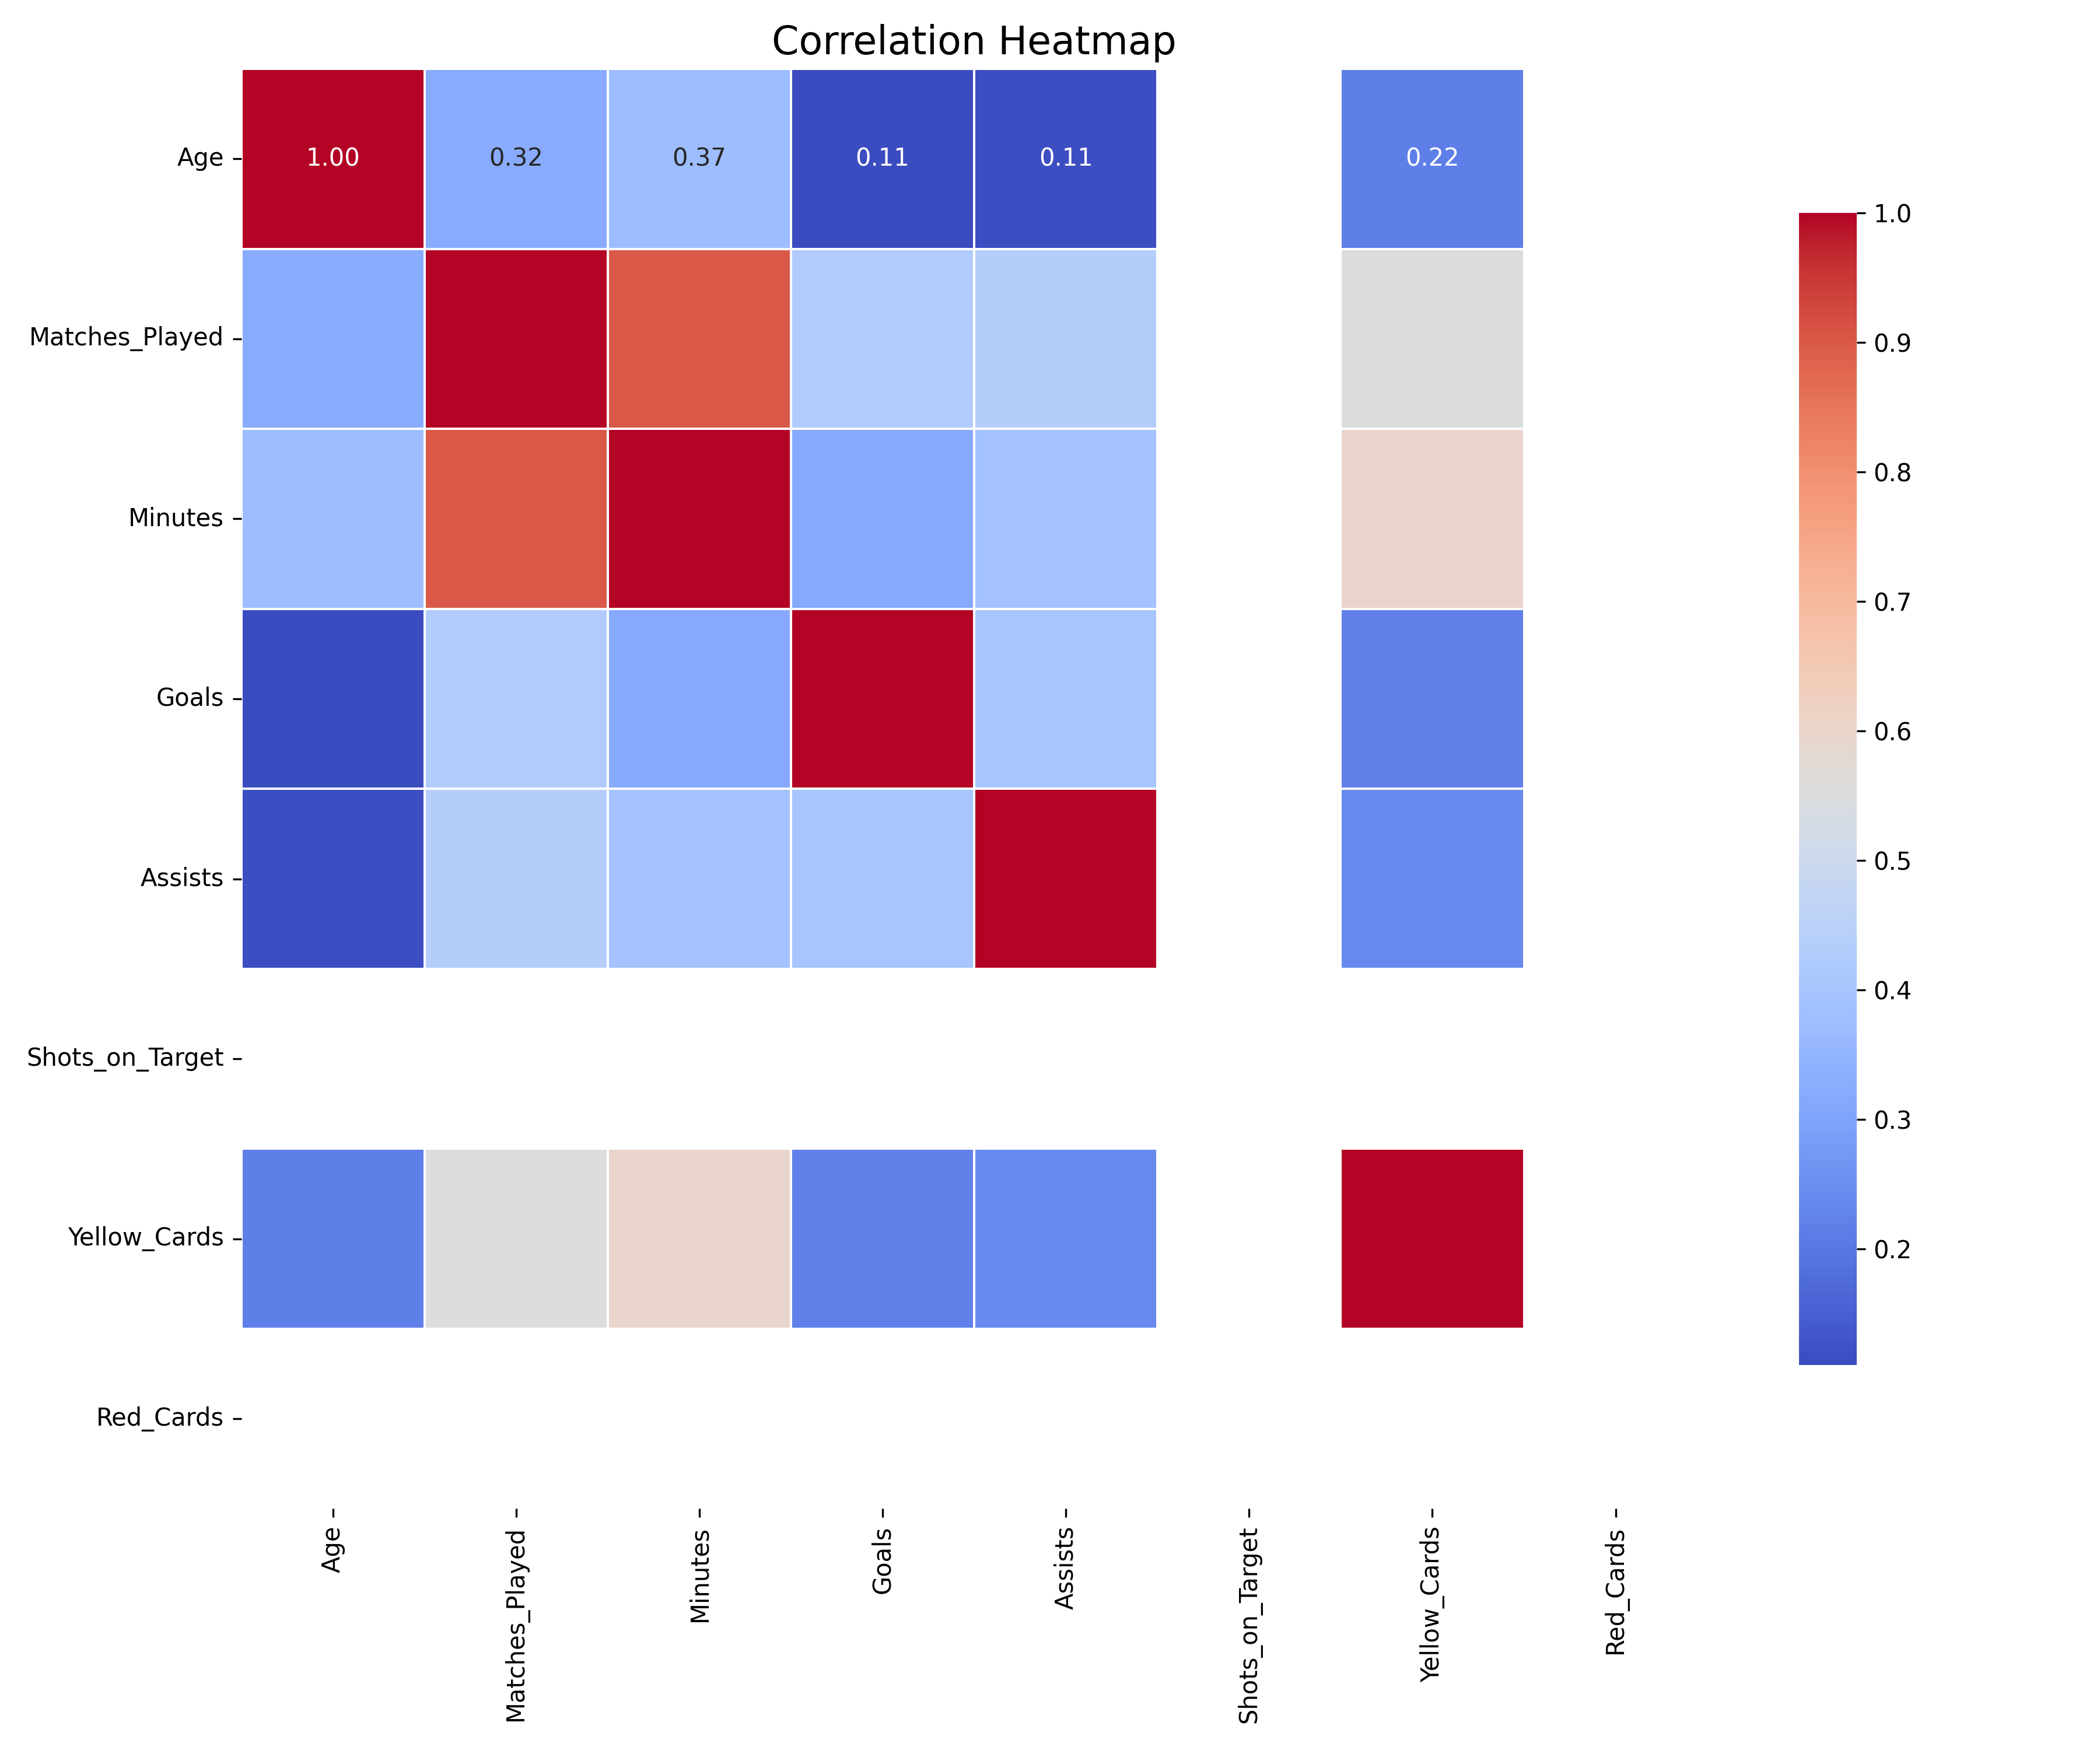 Correlation Heatmap
Age
1.00 0.32 0.37 0.11 0.11 0.22
Matches_Played
Minutes
Goals
Assists
Shots_on_Target
Yellow_Cards
Red_Cards
Age
Matches_Played
Minutes
Goals
Assists
Shots_on_Target
Yellow_Cards
Red_Cards
1.0
0.9
0.8
0.7
0.6
0.5
0.4
0.3
0.2